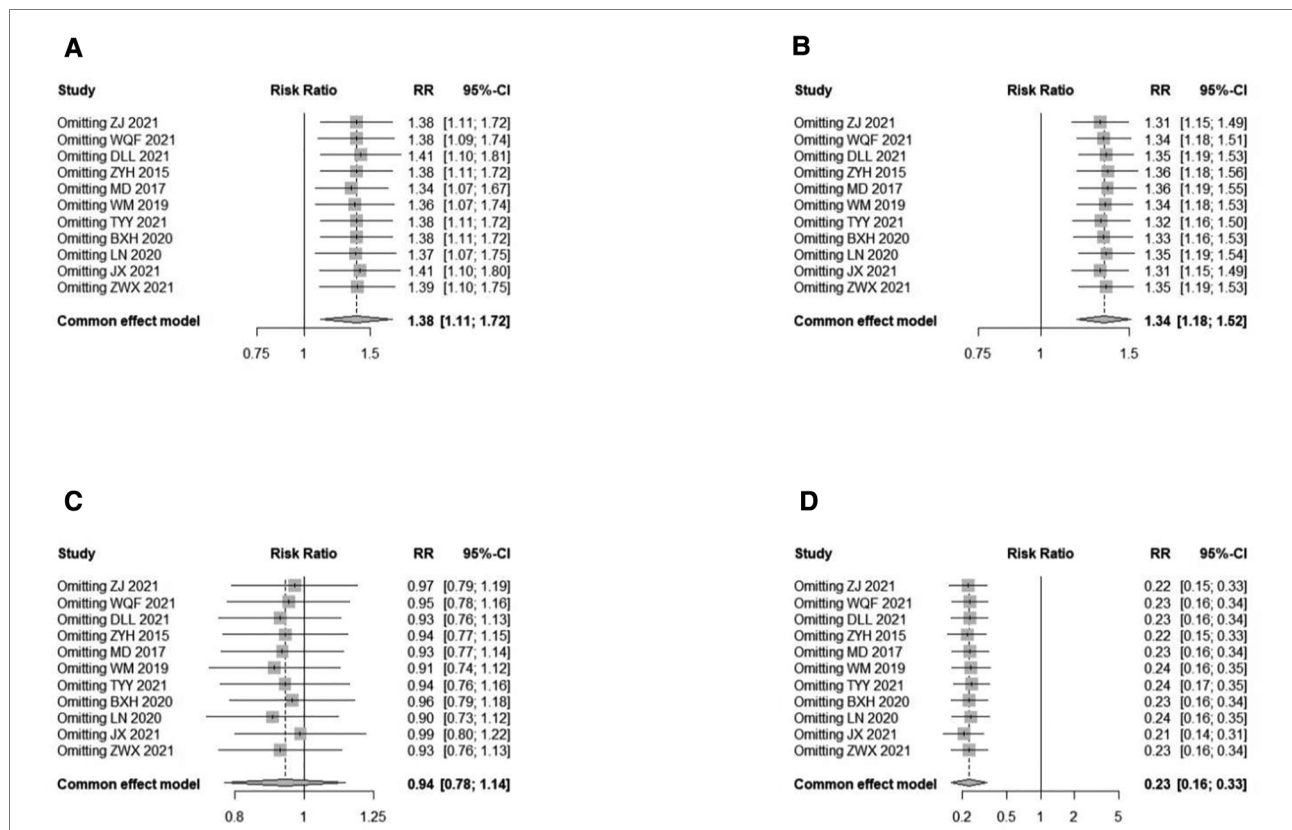 A
Study Risk Ratio RR 95%-CI
Omitting ZJ 2021 1.38 [1.11; 1.72]
Omitting WQF 2021 1.38 [1.09; 1.74]
Omitting DLL 2021 1.41 [1.10; 1.81]
Omitting ZYH 2015 1.38 [1.11; 1.72]
Omitting MD 2017 1.34 [1.07; 1.67]
Omitting WM 2019 1.36 [1.07; 1.74]
Omitting TYY 2021 1.38 [1.11; 1.72]
Omitting BXH 2020 1.38 [1.11; 1.72]
Omitting LN 2020 1.37 [1.07; 1.75]
Omitting JX 2021 1.41 [1.10; 1.80]
Omitting ZWX 2021 1.39 [1.10; 1.75]
Common effect model 1.38 [1.11; 1.72]
0.75 1 1.5
B
Study Risk Ratio RR 95%-CI
Omitting ZJ 2021 1.31 [1.15; 1.49]
Omitting WQF 2021 1.34 [1.18; 1.51]
Omitting DLL 2021 1.35 [1.19; 1.53]
Omitting ZYH 2015 1.36 [1.18; 1.56]
Omitting MD 2017 1.36 [1.19; 1.55]
Omitting WM 2019 1.34 [1.18; 1.53]
Omitting TYY 2021 1.32 [1.16; 1.50]
Omitting BXH 2020 1.33 [1.16; 1.53]
Omitting LN 2020 1.35 [1.19; 1.54]
Omitting JX 2021 1.31 [1.15; 1.49]
Omitting ZWX 2021 1.35 [1.19; 1.53]
Common effect model 1.34 [1.18; 1.52]
0.75 1 1.5
C
Study Risk Ratio RR 95%-CI
Omitting ZJ 2021 0.97 [0.79; 1.19]
Omitting WQF 2021 0.95 [0.78; 1.16]
Omitting DLL 2021 0.93 [0.76; 1.13]
Omitting ZYH 2015 0.94 [0.77; 1.15]
Omitting MD 2017 0.93 [0.77; 1.14]
Omitting WM 2019 0.91 [0.74; 1.12]
Omitting TYY 2021 0.94 [0.76; 1.16]
Omitting BXH 2020 0.96 [0.79; 1.18]
Omitting LN 2020 0.90 [0.73; 1.12]
Omitting JX 2021 0.99 [0.80; 1.22]
Omitting ZWX 2021 0.93 [0.76; 1.13]
Common effect model 0.94 [0.78; 1.14]
0.8 1 1.25
D
Study Risk Ratio RR 95%-CI
Omitting ZJ 2021 0.22 [0.15; 0.33]
Omitting WQF 2021 0.23 [0.16; 0.34]
Omitting DLL 2021 0.23 [0.16; 0.34]
Omitting ZYH 2015 0.22 [0.15; 0.33]
Omitting MD 2017 0.23 [0.16; 0.34]
Omitting WM 2019 0.24 [0.16; 0.35]
Omitting TYY 2021 0.24 [0.17; 0.35]
Omitting BXH 2020 0.23 [0.16; 0.34]
Omitting LN 2020 0.24 [0.16; 0.35]
Omitting JX 2021 0.21 [0.14; 0.31]
Omitting ZWX 2021 0.23 [0.16; 0.34]
Common effect model 0.23 [0.16; 0.33]
0.2 0.5 1 2 5